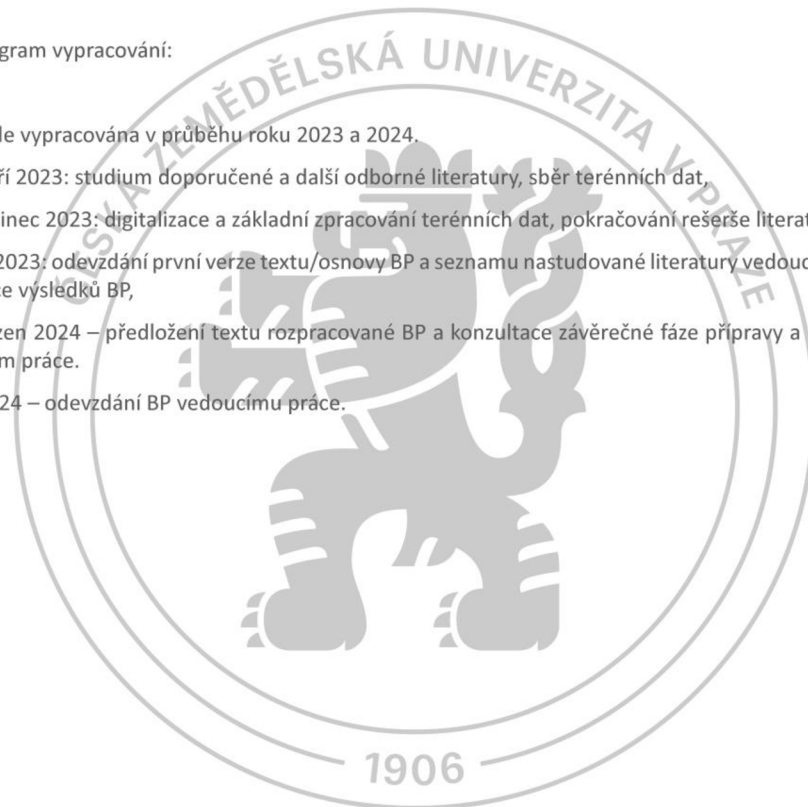 gram vypracování:
de vypracována v průběhu roku 2023 a 2024.
ří 2023: studium doporučené a další odborné literatury, sběr terénních dat,
inec 2023: digitalizace a základní zpracování terénních dat, pokračování rešerše literat
2023: odevzdání první verze textu/osnovy BP a seznamu nastudované literatury vedouc
ce výsledků BP,
zen 2024 – předložení textu rozpracované BP a konzultace závěrečné fáze přípravy a
m práce.
24 – odevzdání BP vedoucímu práce.
ČESKÁ ZEMĚDĚLSKÁ UNIVERZITA V PRAZE
1906